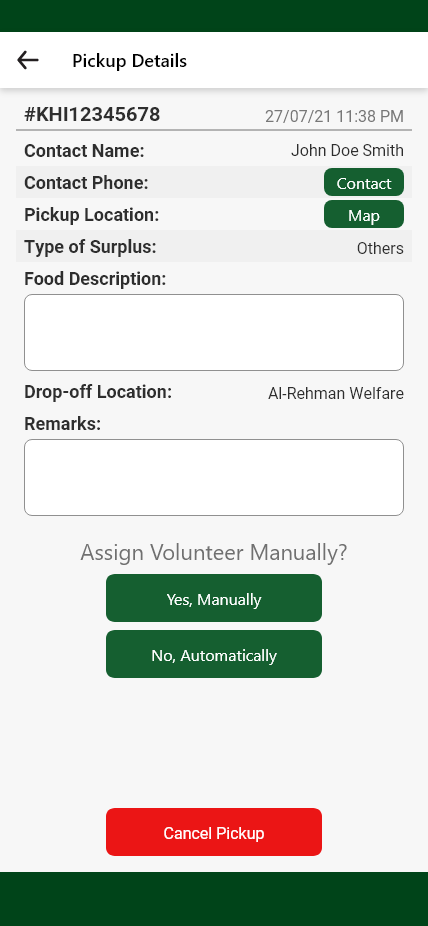 Pickup Details
#KHI12345678 27/07/21 11:38 PM
Contact Name: John Doe Smith
Contact Phone: Contact
Pickup Location: Map
Type of Surplus: Others
Food Description:
Drop-off Location: Al-Rehman Welfare
Remarks:
Assign Volunteer Manually?
Yes, Manually
No, Automatically
Cancel Pickup